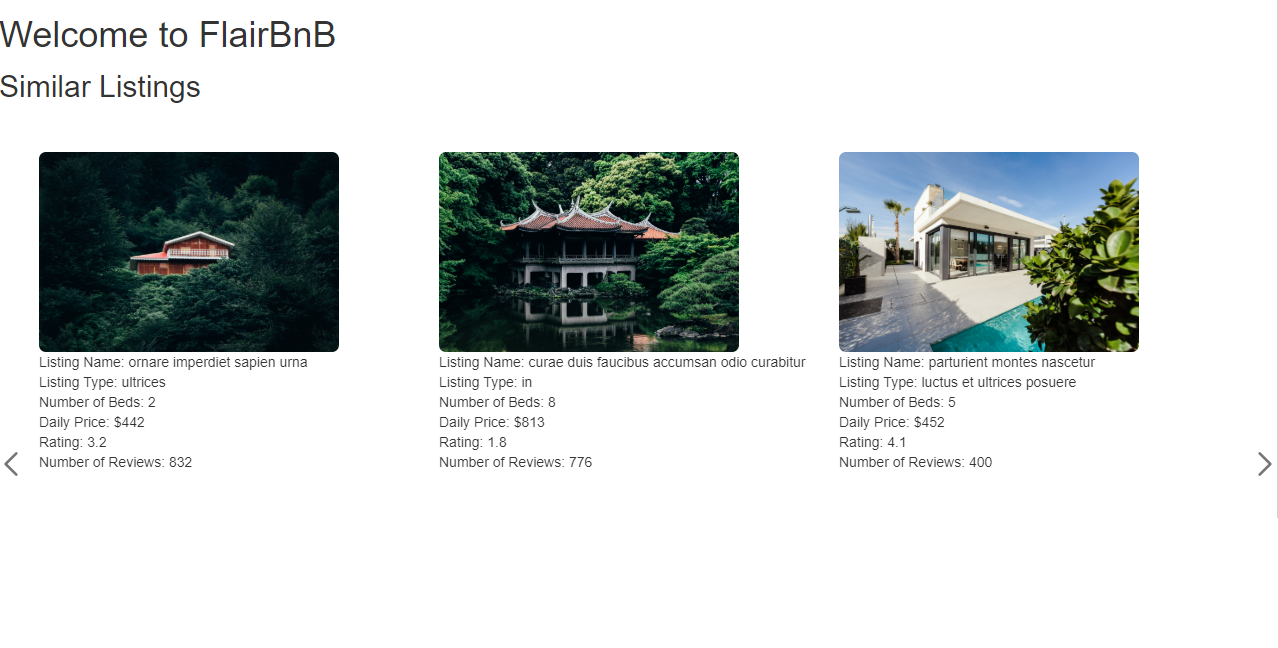 Welcome to FlairBnB
Similar Listings
Listing Name: ornare imperdiet sapien urna
Listing Type: ultrices
Number of Beds: 2
Daily Price: $442
Rating: 3.2
Number of Reviews: 832
Listing Name: curae duis faucibus accumsan odio curabitur
Listing Type: in
Number of Beds: 8
Daily Price: $813
Rating: 1.8
Number of Reviews: 776
Listing Name: parturient montes nascetur
Listing Type: luctus et ultrices posuere
Number of Beds: 5
Daily Price: $452
Rating: 4.1
Number of Reviews: 400